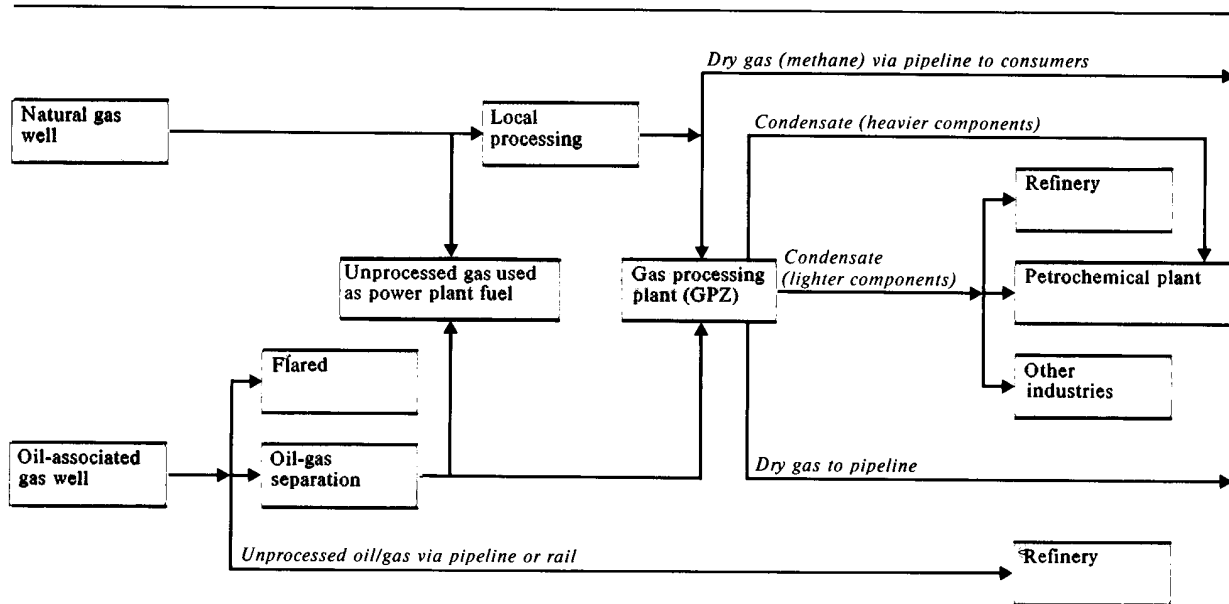 Dry gas (methane) via pipeline to consumers
Natural gas
well
Local
processing
Condensate (heavier components)
Refinery
Unprocessed gas used
as power plant fuel
Gas processing
plant (GPZ)
Condensate
(lighter components)
Petrochemical plant
Flared
Other
industries
Oil-associated
gas well
Oil-gas
separation
Dry gas to pipeline
Unprocessed oil/gas via pipeline or rail
Refinery